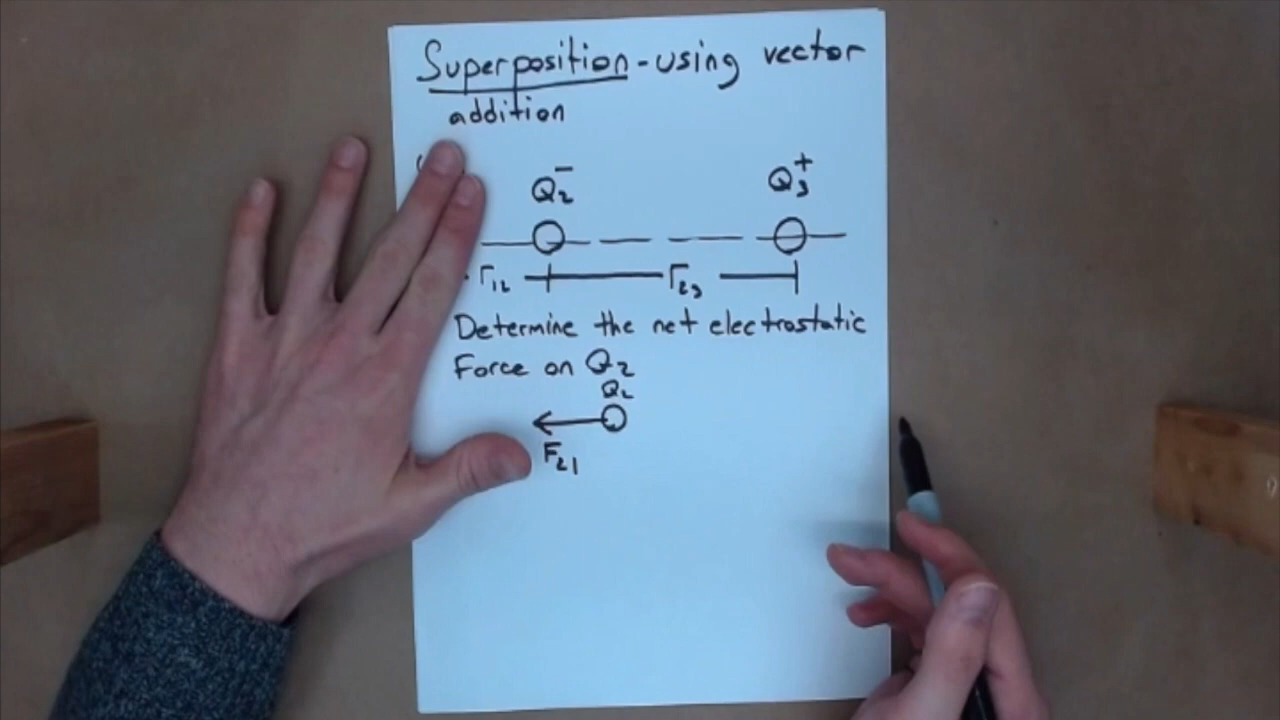 Superposition - using vector
addition
Q₂⁻ Q₃⁺
r₁₂ r₂₃
Determine the net electrostatic
Force on Q₂
Q₂
F₂₁